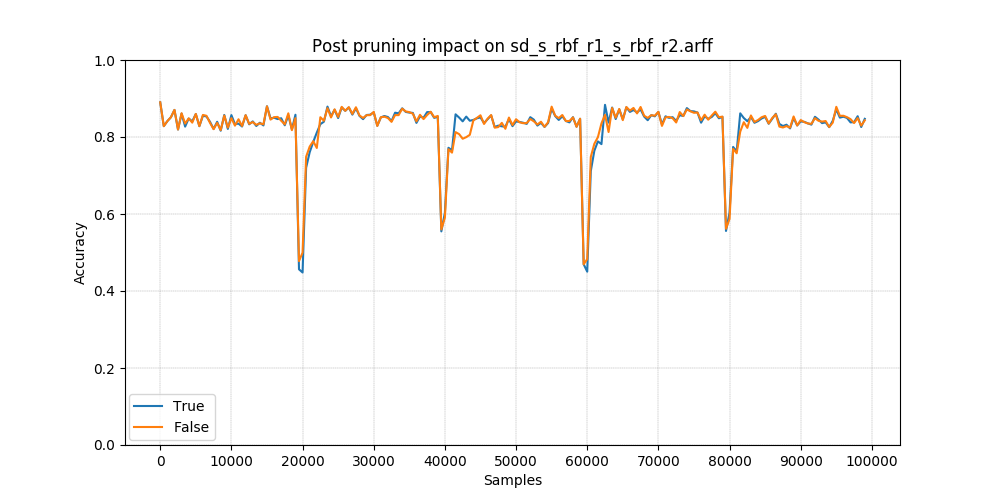 Post pruning impact on sd_s_rbf_r1_s_rbf_r2.arff
1.0
0.8
0.6
0.4
0.2
0.0
Accuracy
True
False
0 10000 20000 30000 40000 50000 60000 70000 80000 90000 100000
Samples